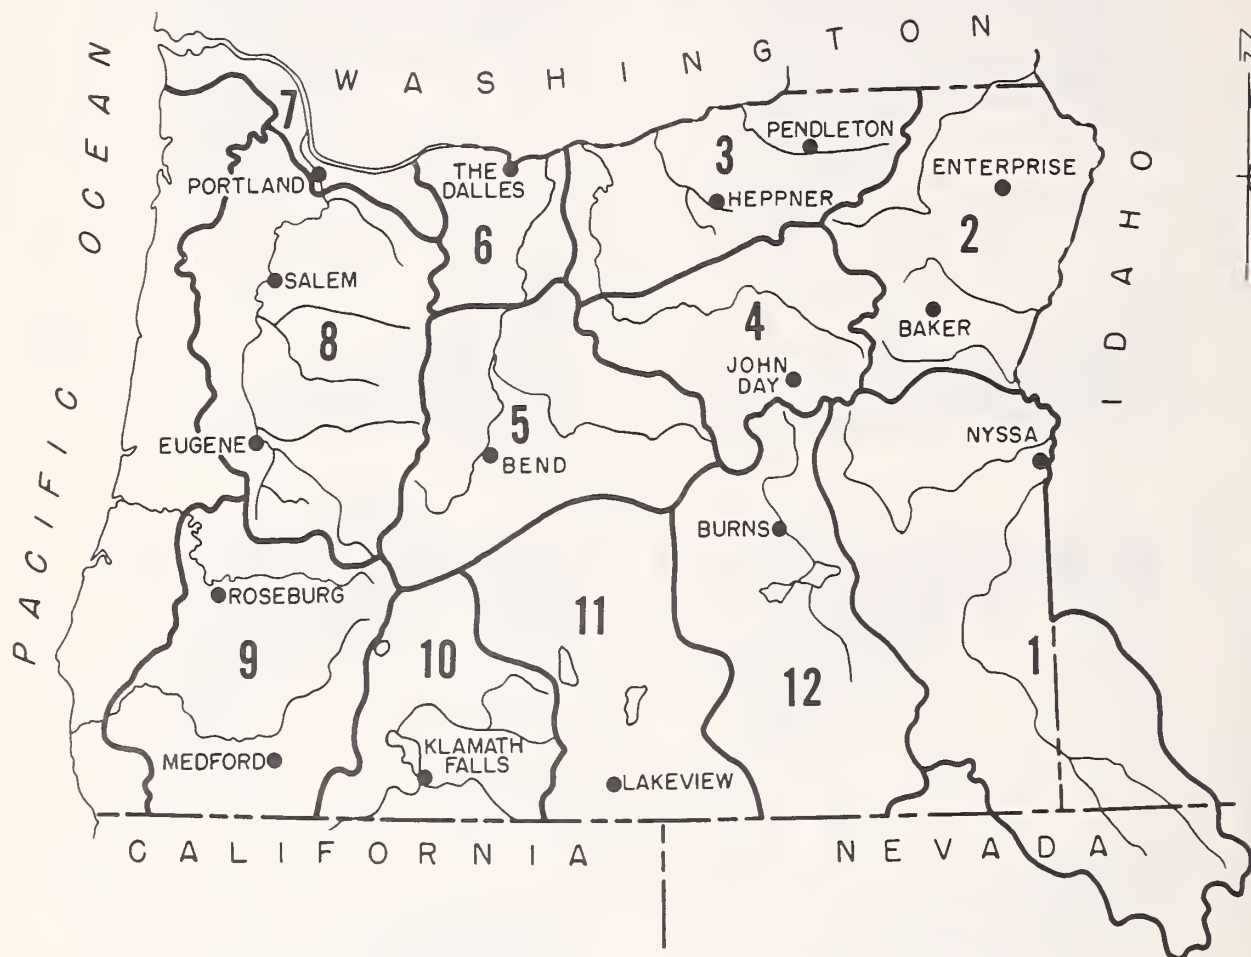 WASHINGTON
PACIFIC OCEAN
IDAHO
7
PORTLAND
THE
DALLES
6
3
PENDLETON
HEPPNER
ENTERPRISE
2
SALEM
8
4
BAKER
JOHN
DAY
EUGENE
5
BEND
NYSSA
BURNS
ROSEBURG
9
10
11
12
1
MEDFORD
KLAMATH
FALLS
LAKEVIEW
CALIFORNIA
NEVADA